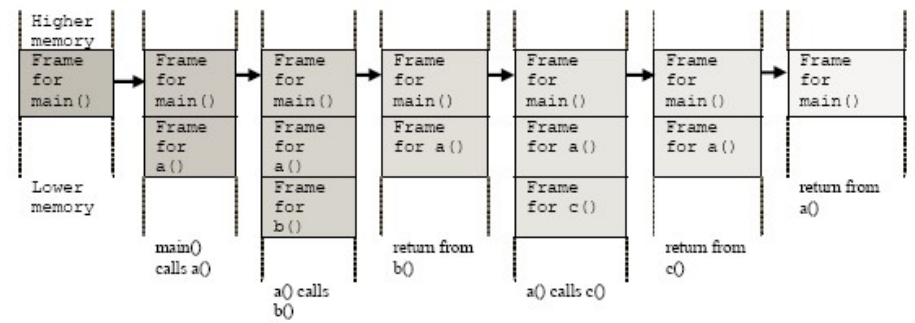 Higher
memory
Frame
for
main()
Lower
memory
Frame
for
main()
Frame
for
a()
main()
calls a()
Frame
for
main()
Frame
for
a()
Frame
for
b()
a() calls
b()
Frame
for
main()
Frame
for a()
return from
b()
Frame
for
main()
Frame
for a()
Frame
for c()
a() calls c()
Frame
for
main()
Frame
for a()
return from
c()
Frame
for
main()
return from
a()